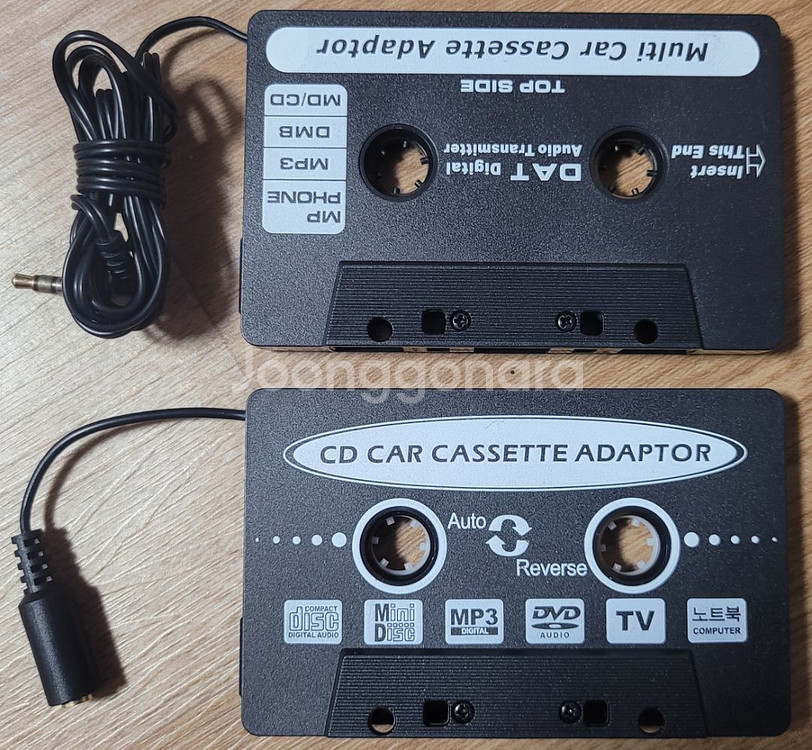 Multi Car Cassette Adaptor
TOP SIDE
MD/CD
DMB
MP3
MP
PHONE
DAT Digital
Audio Transmitter
Insert
This End
Joonggonara
CD CAR CASSETTE ADAPTOR
Auto
Reverse
COMPACT
disc
DIGITAL AUDIO
Mini
Disc
MP3
DIGITAL
DVD
AUDIO
TV
노트북
COMPUTER